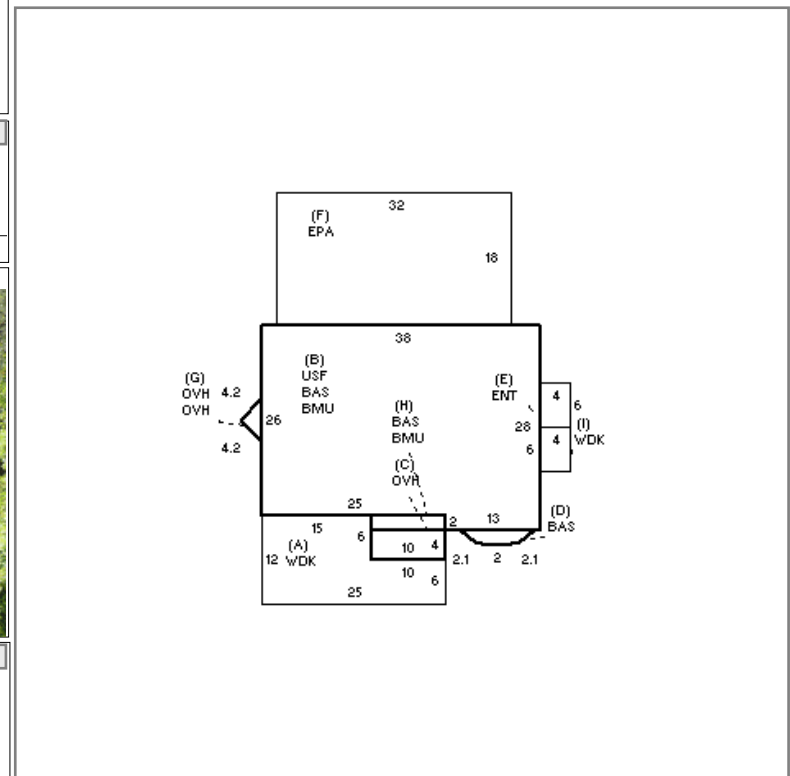 32
(F)
EPA
18
38
(B)
USF
BAS
BMU
(G)
OVH 4.2
OVH
4.2
26
(E)
ENT
28
6
4
6
4
(I)
WDK
(H)
BAS
BMU
(C)
OVH
25
15
6
2
13
(D)
BAS
12
(A)
WDK
10
4
2.1
2
2.1
10
6
25